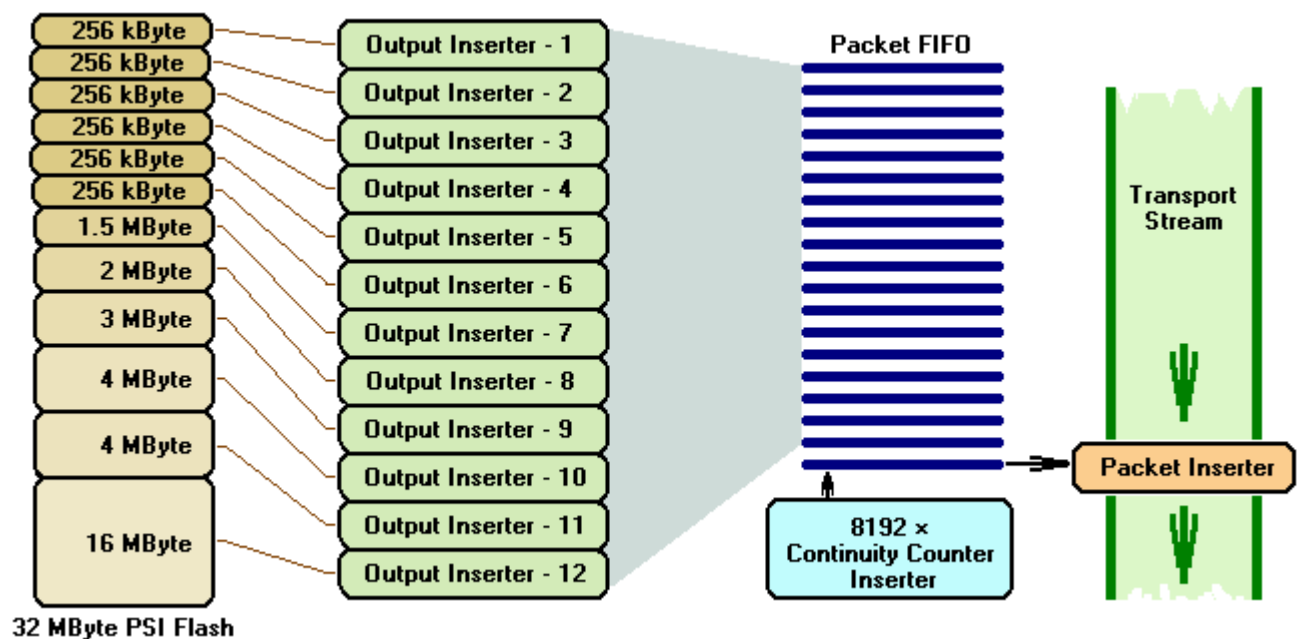 256 kByte
256 kByte
256 kByte
256 kByte
256 kByte
256 kByte
1.5 MByte
2 MByte
3 MByte
4 MByte
4 MByte
16 MByte
32 MByte PSI Flash
Output Inserter - 1
Output Inserter - 2
Output Inserter - 3
Output Inserter - 4
Output Inserter - 5
Output Inserter - 6
Output Inserter - 7
Output Inserter - 8
Output Inserter - 9
Output Inserter - 10
Output Inserter - 11
Output Inserter - 12
Packet FIFO
8192 ×
Continuity Counter
Inserter
Transport
Stream
Packet Inserter